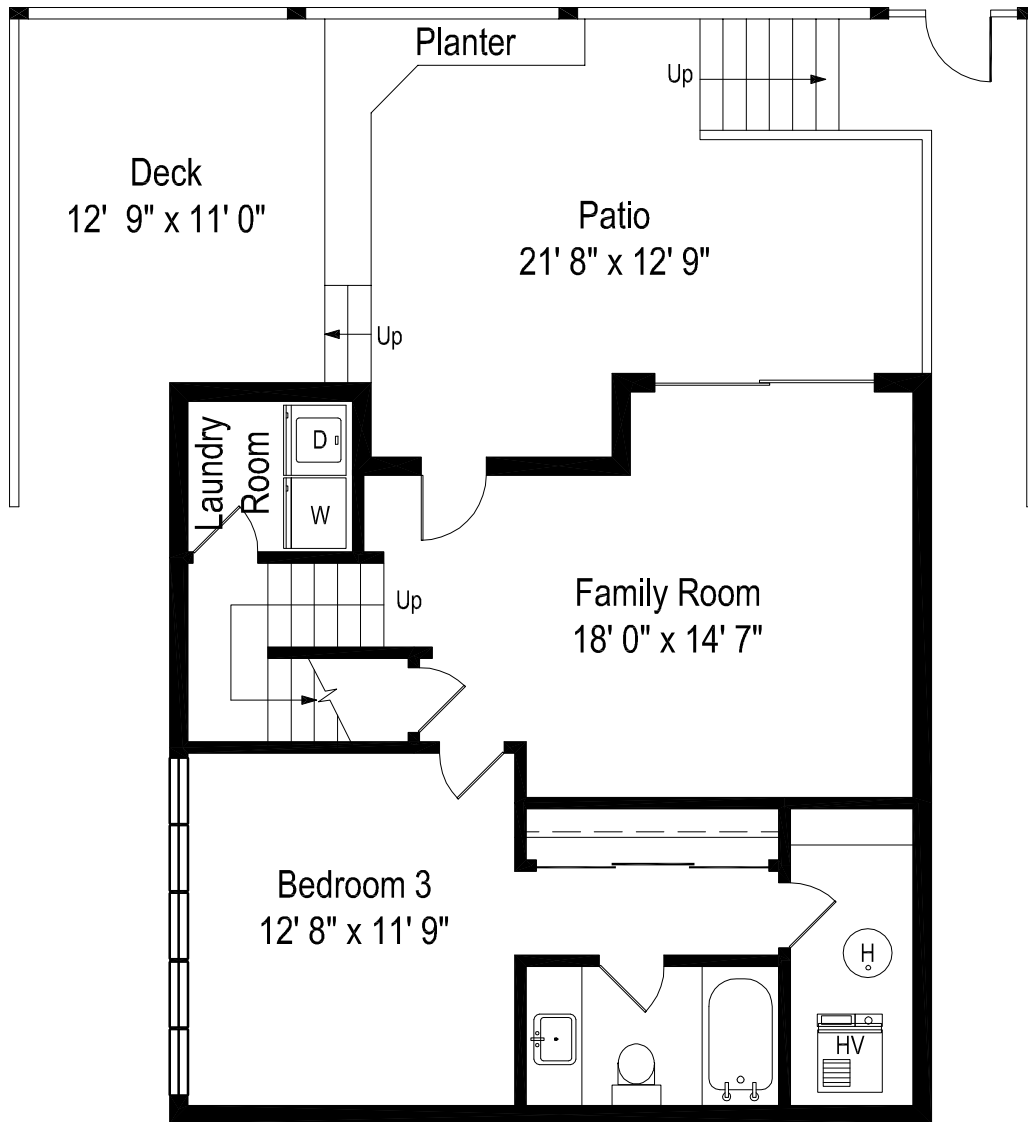 Planter
Up
Deck
12' 9" x 11' 0"
Patio
21' 8" x 12' 9"
Up
Laundry
Room
D
W
Up
Family Room
18' 0" x 14' 7"
Bedroom 3
12' 8" x 11' 9"
H
HV